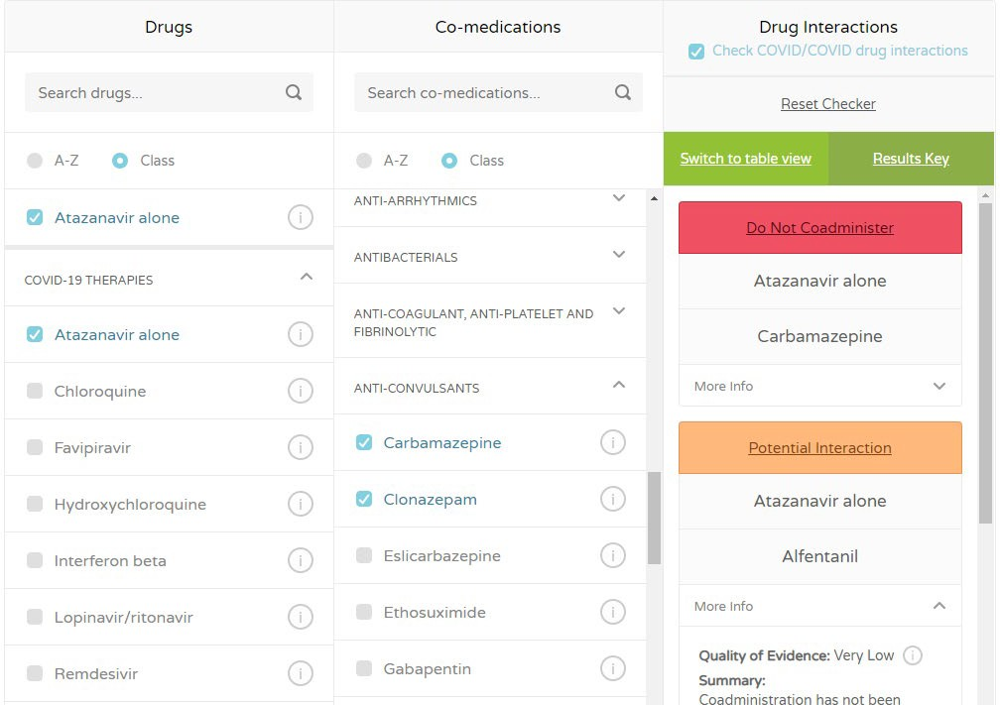 Drugs
Search drugs...
A-Z
Class
Atazanavir alone
COVID-19 THERAPIES
Atazanavir alone
Chloroquine
Favipiravir
Hydroxychloroquine
Interferon beta
Lopinavir/ritonavir
Remdesivir
Co-medications
Search co-medications...
A-Z
Class
ANTI-ARRHYTHMICS
ANTIBACTERIALS
ANTI-COAGULANT, ANTI-PLATELET AND
FIBRINOLYTIC
ANTI-CONVULSANTS
Carbamazepine
Clonazepam
Eslicarbazepine
Ethosuximide
Gabapentin
Drug Interactions
Check COVID/COVID drug interactions
Reset Checker
Switch to table view
Results Key
Do Not Coadminister
Atazanavir alone
Carbamazepine
More Info
Potential Interaction
Atazanavir alone
Alfentanil
More Info
Quality of Evidence: Very Low
Summary:
Coadministration has not been